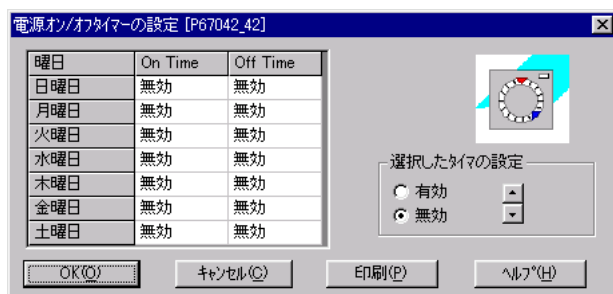 電源オン/オフタイマーの設定 [P67042_42]
曜日 On Time Off Time
日曜日 無効 無効
月曜日 無効 無効
火曜日 無効 無効
水曜日 無効 無効
木曜日 無効 無効
金曜日 無効 無効
土曜日 無効 無効
選択したタイマの設定
有効
無効
OK(O) キャンセル(C) 印刷(P) ヘルプ(H)